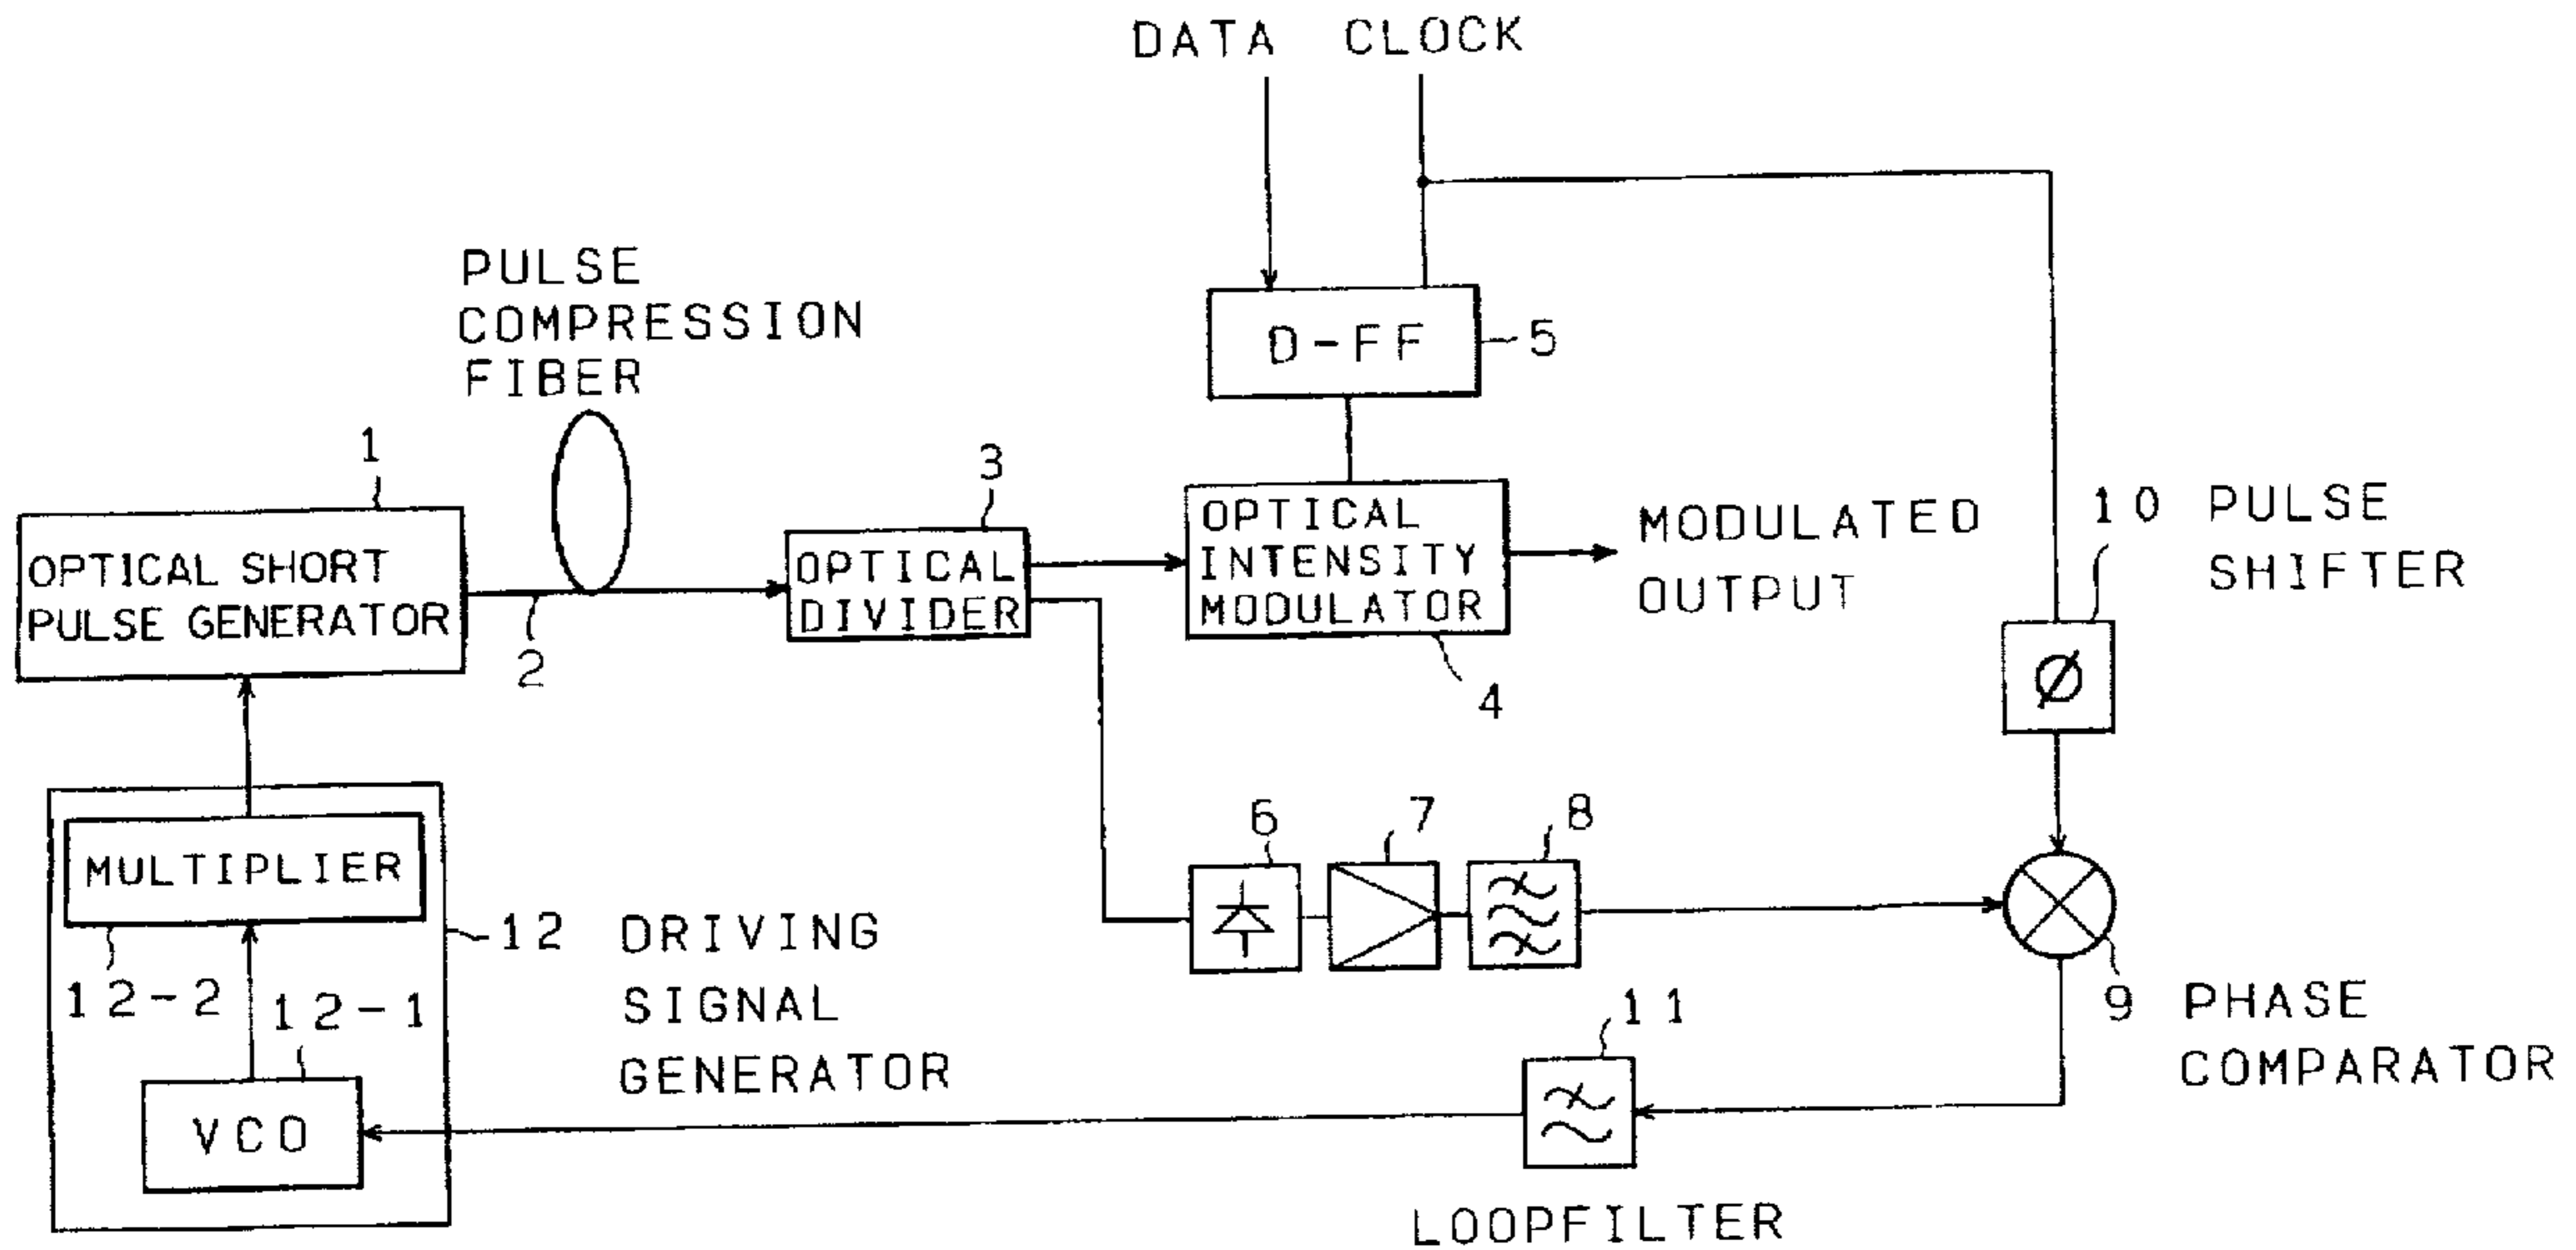 DATA CLOCK
PULSE
COMPRESSION
FIBER
D-FF
5
1
3
OPTICAL SHORT
PULSE GENERATOR
2
OPTICAL
DIVIDER
OPTICAL
INTENSITY
MODULATOR
4
MODULATED
OUTPUT
10 PULSE
SHIFTER
Ø
MULTIPLIER
12-2
12-1
VCO
12 DRIVING
SIGNAL
GENERATOR
6
7
8
9 PHASE
COMPARATOR
11
LOOPFILTER